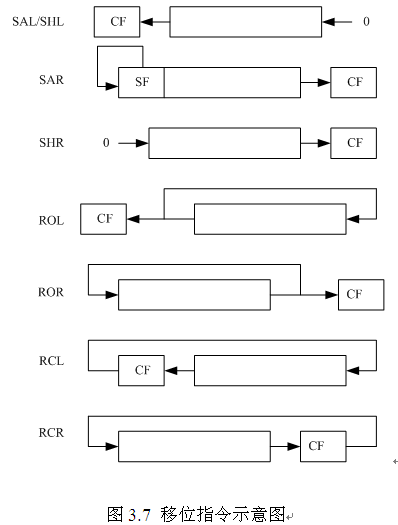 SAL/SHL CF 0
SAR SF CF
SHR 0 CF
ROL CF
ROR CF
RCL CF
RCR CF
图 3.7 移位指令示意图